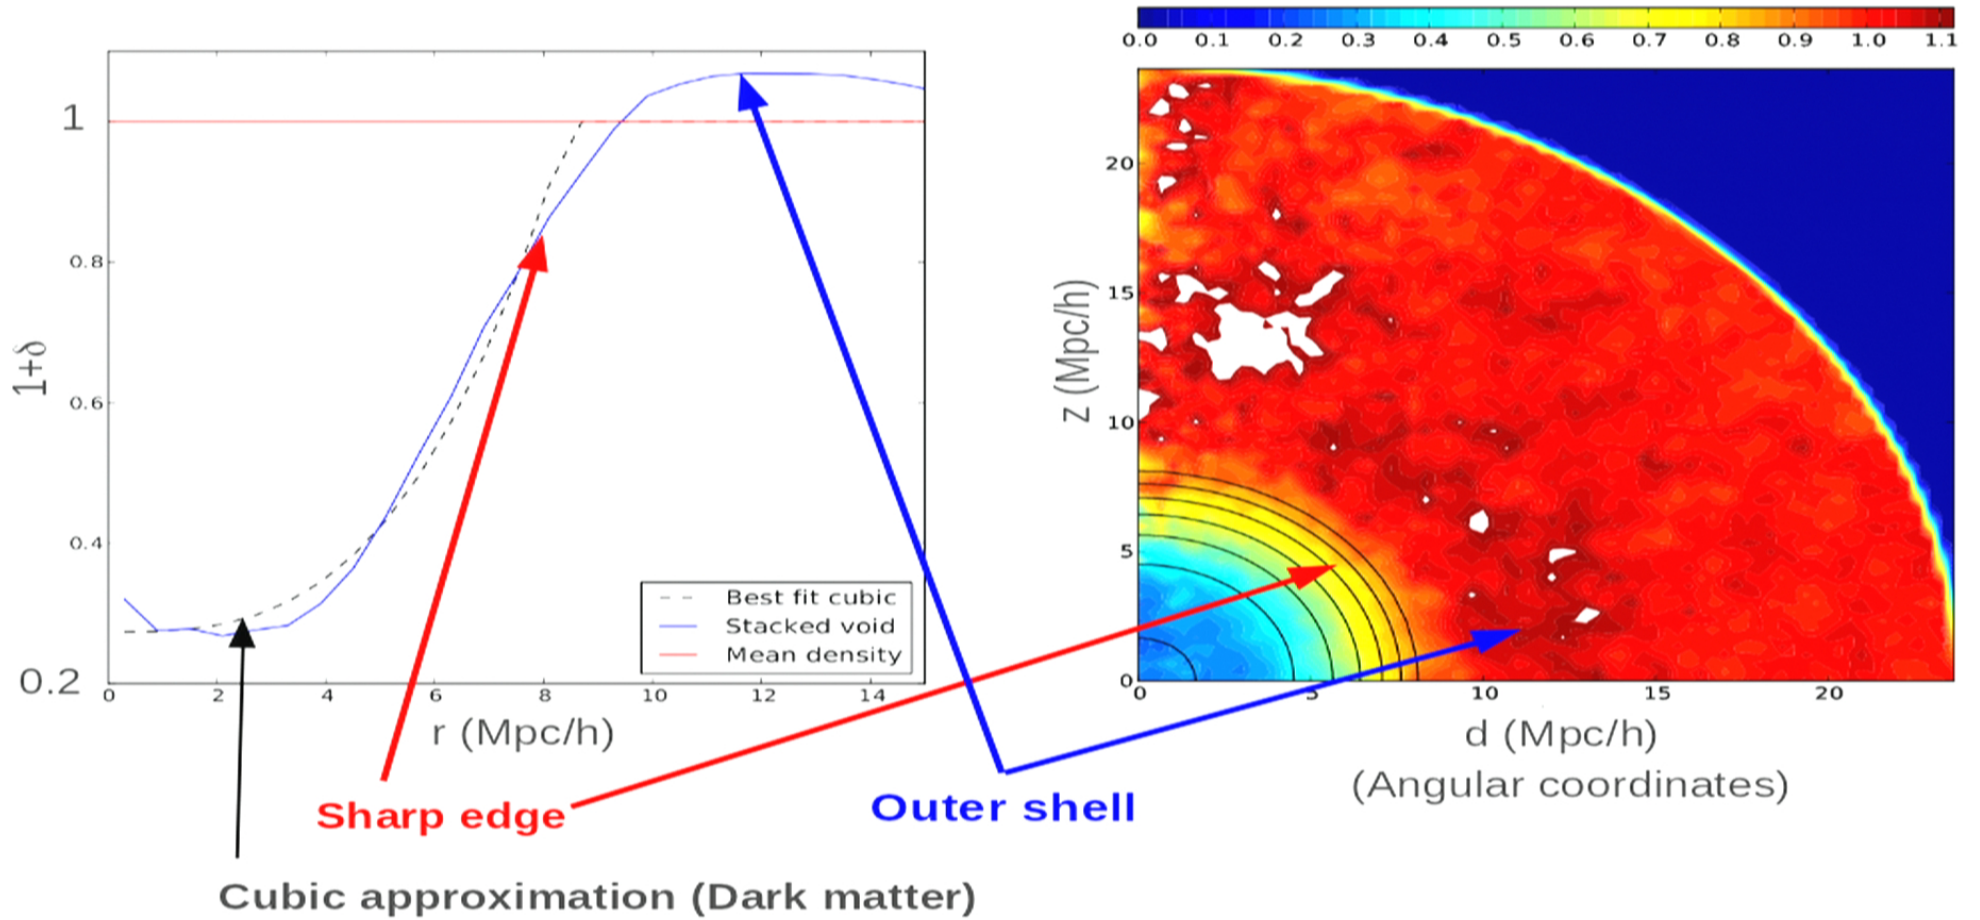 0.0 0.1 0.2 0.3 0.4 0.5 0.6 0.7 0.8 0.9 1.0 1.1
1
0.8
0.6
0.4
0.2
1+δ
0 2 4 6 8 10 12 14
r (Mpc/h)
Best fit cubic
Stacked void
Mean density
20
15
10
5
0
z (Mpc/h)
0 5 10 15 20
d (Mpc/h)
(Angular coordinates)
Sharp edge
Outer shell
Cubic approximation (Dark matter)